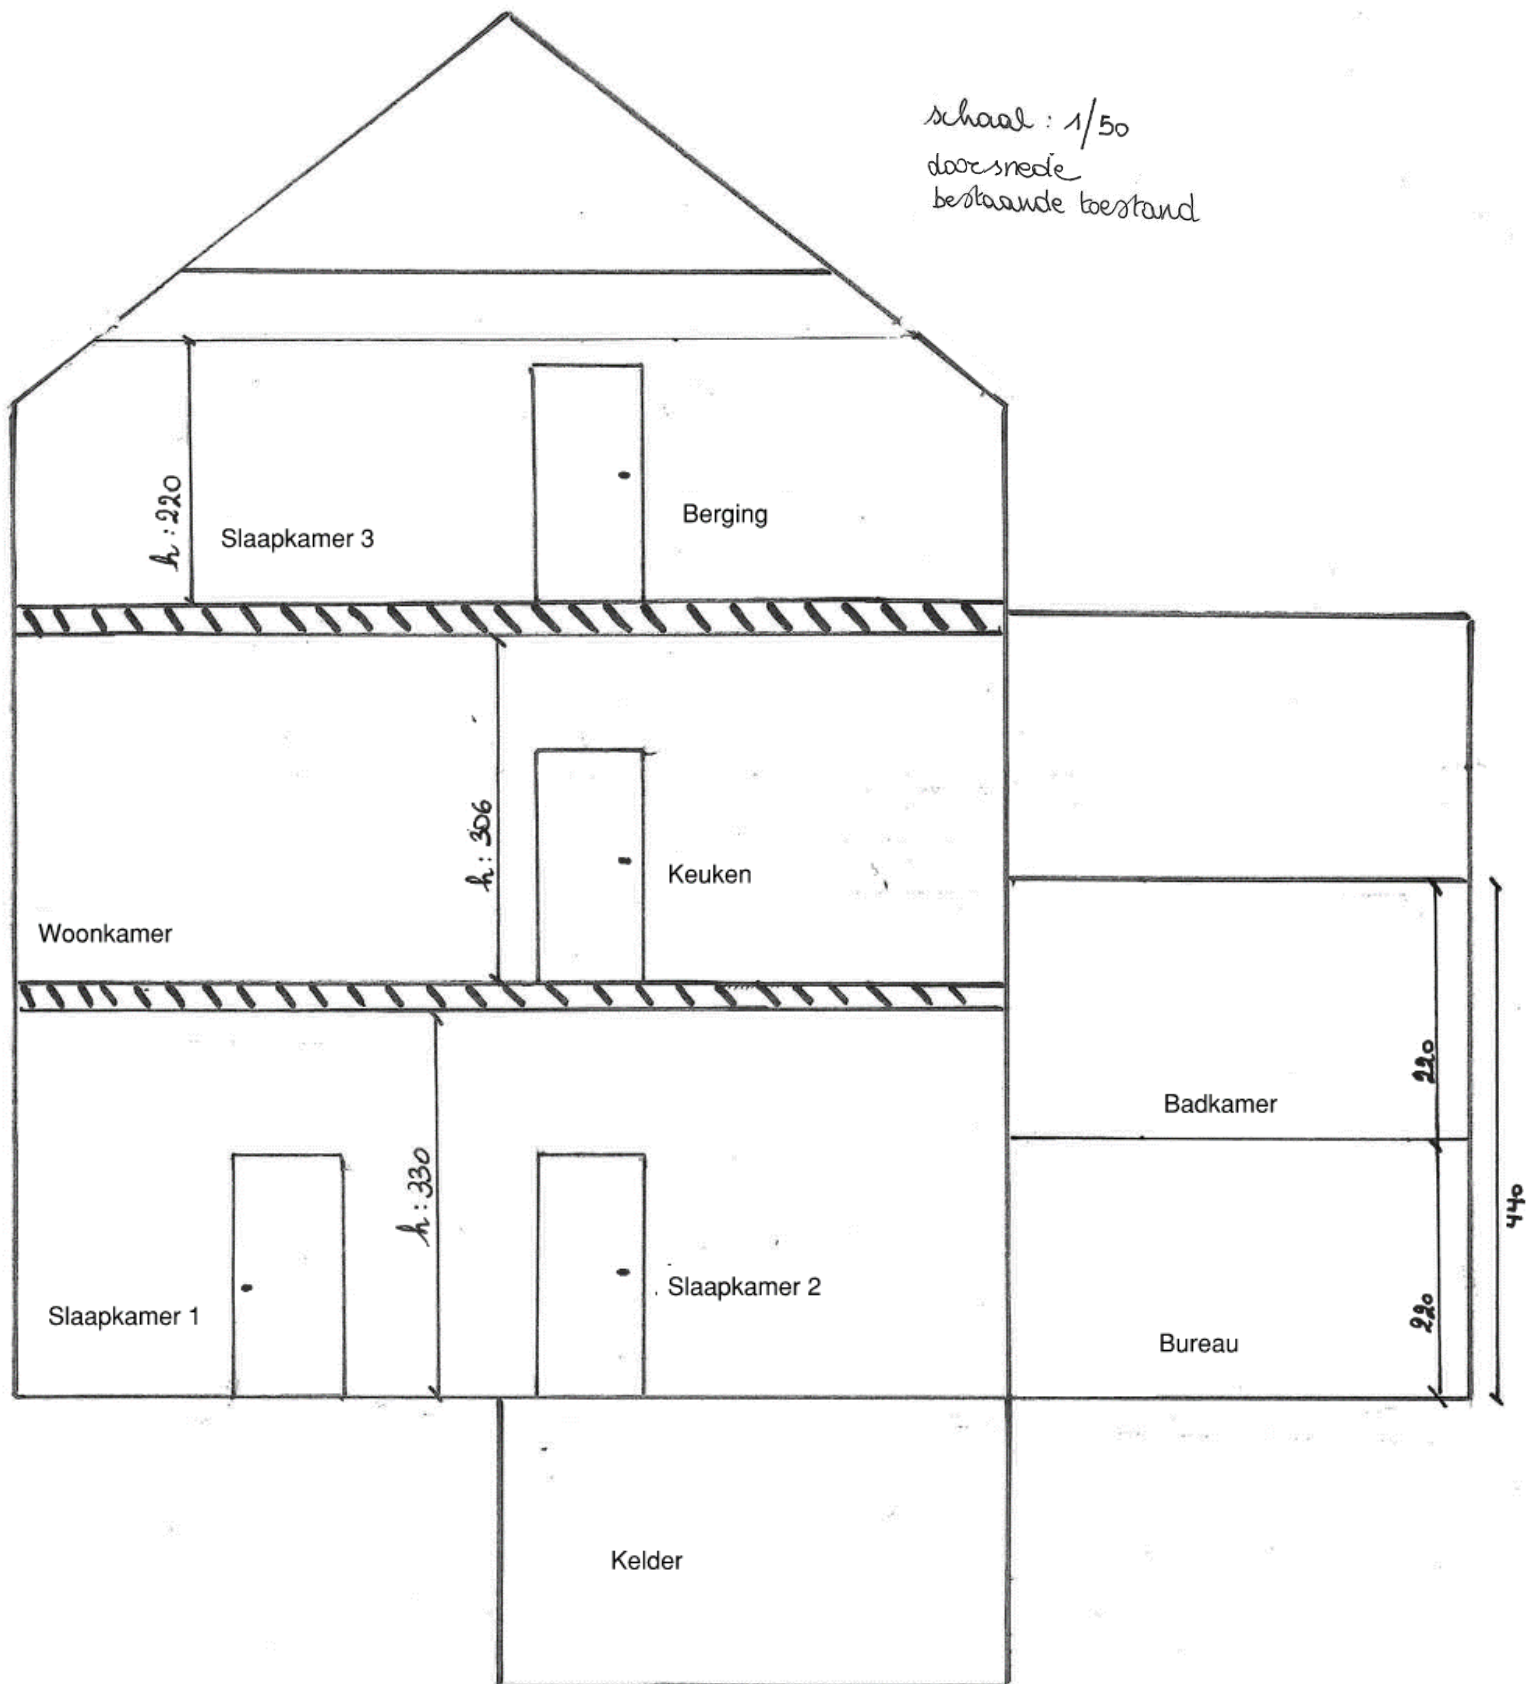 schaal : 1/50
doorsnede
bestaande toestand
h : 220
Slaapkamer 3
Berging
h : 306
Keuken
Woonkamer
220
Badkamer
h : 330
440
Slaapkamer 2
Slaapkamer 1
220
Bureau
Kelder